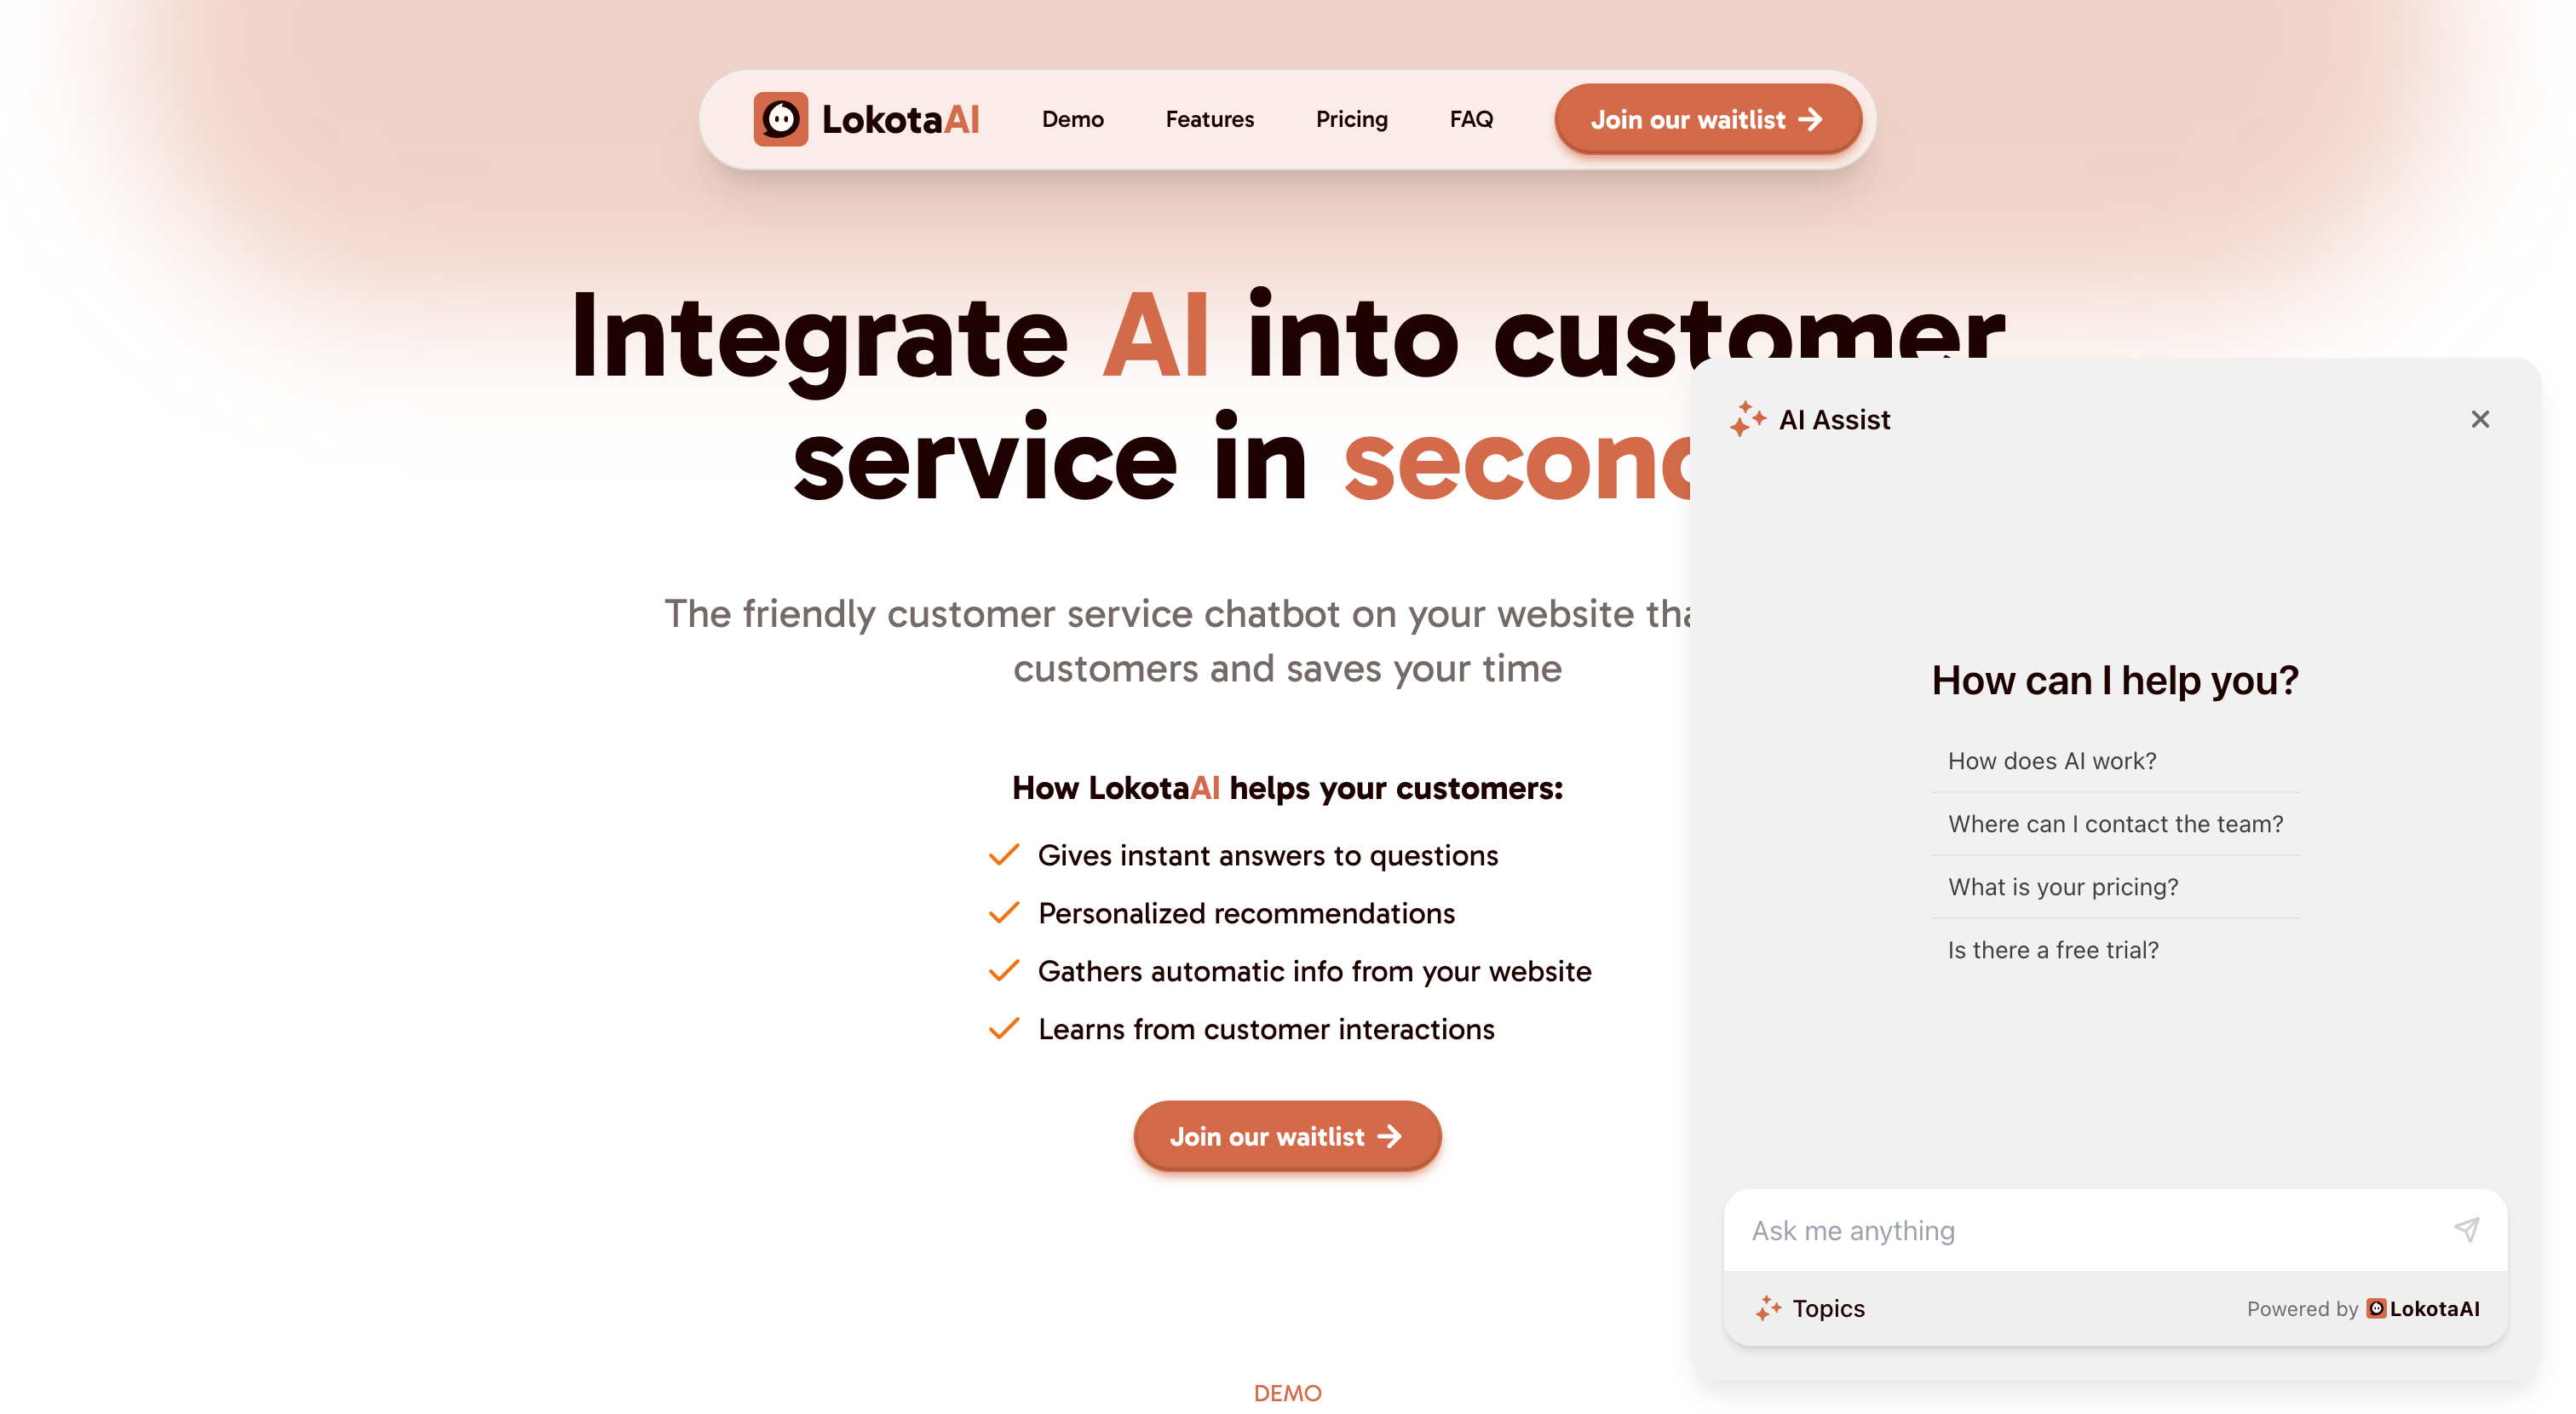 LokotaAI
Demo
Features
Pricing
FAQ
Join our waitlist
Integrate AI into customer
service in
The friendly customer service chatbot on your website
customers and saves your time
How LokotaAI helps your customers:
Gives instant answers to questions
Personalized recommendations
Gathers automatic info from your website
Learns from customer interactions
Join our waitlist
DEMO
AI Assist
How can I help you?
How does AI work?
Where can I contact the team?
What is your pricing?
Is there a free trial?
Ask me anything
Topics
Powered by LokotaAI